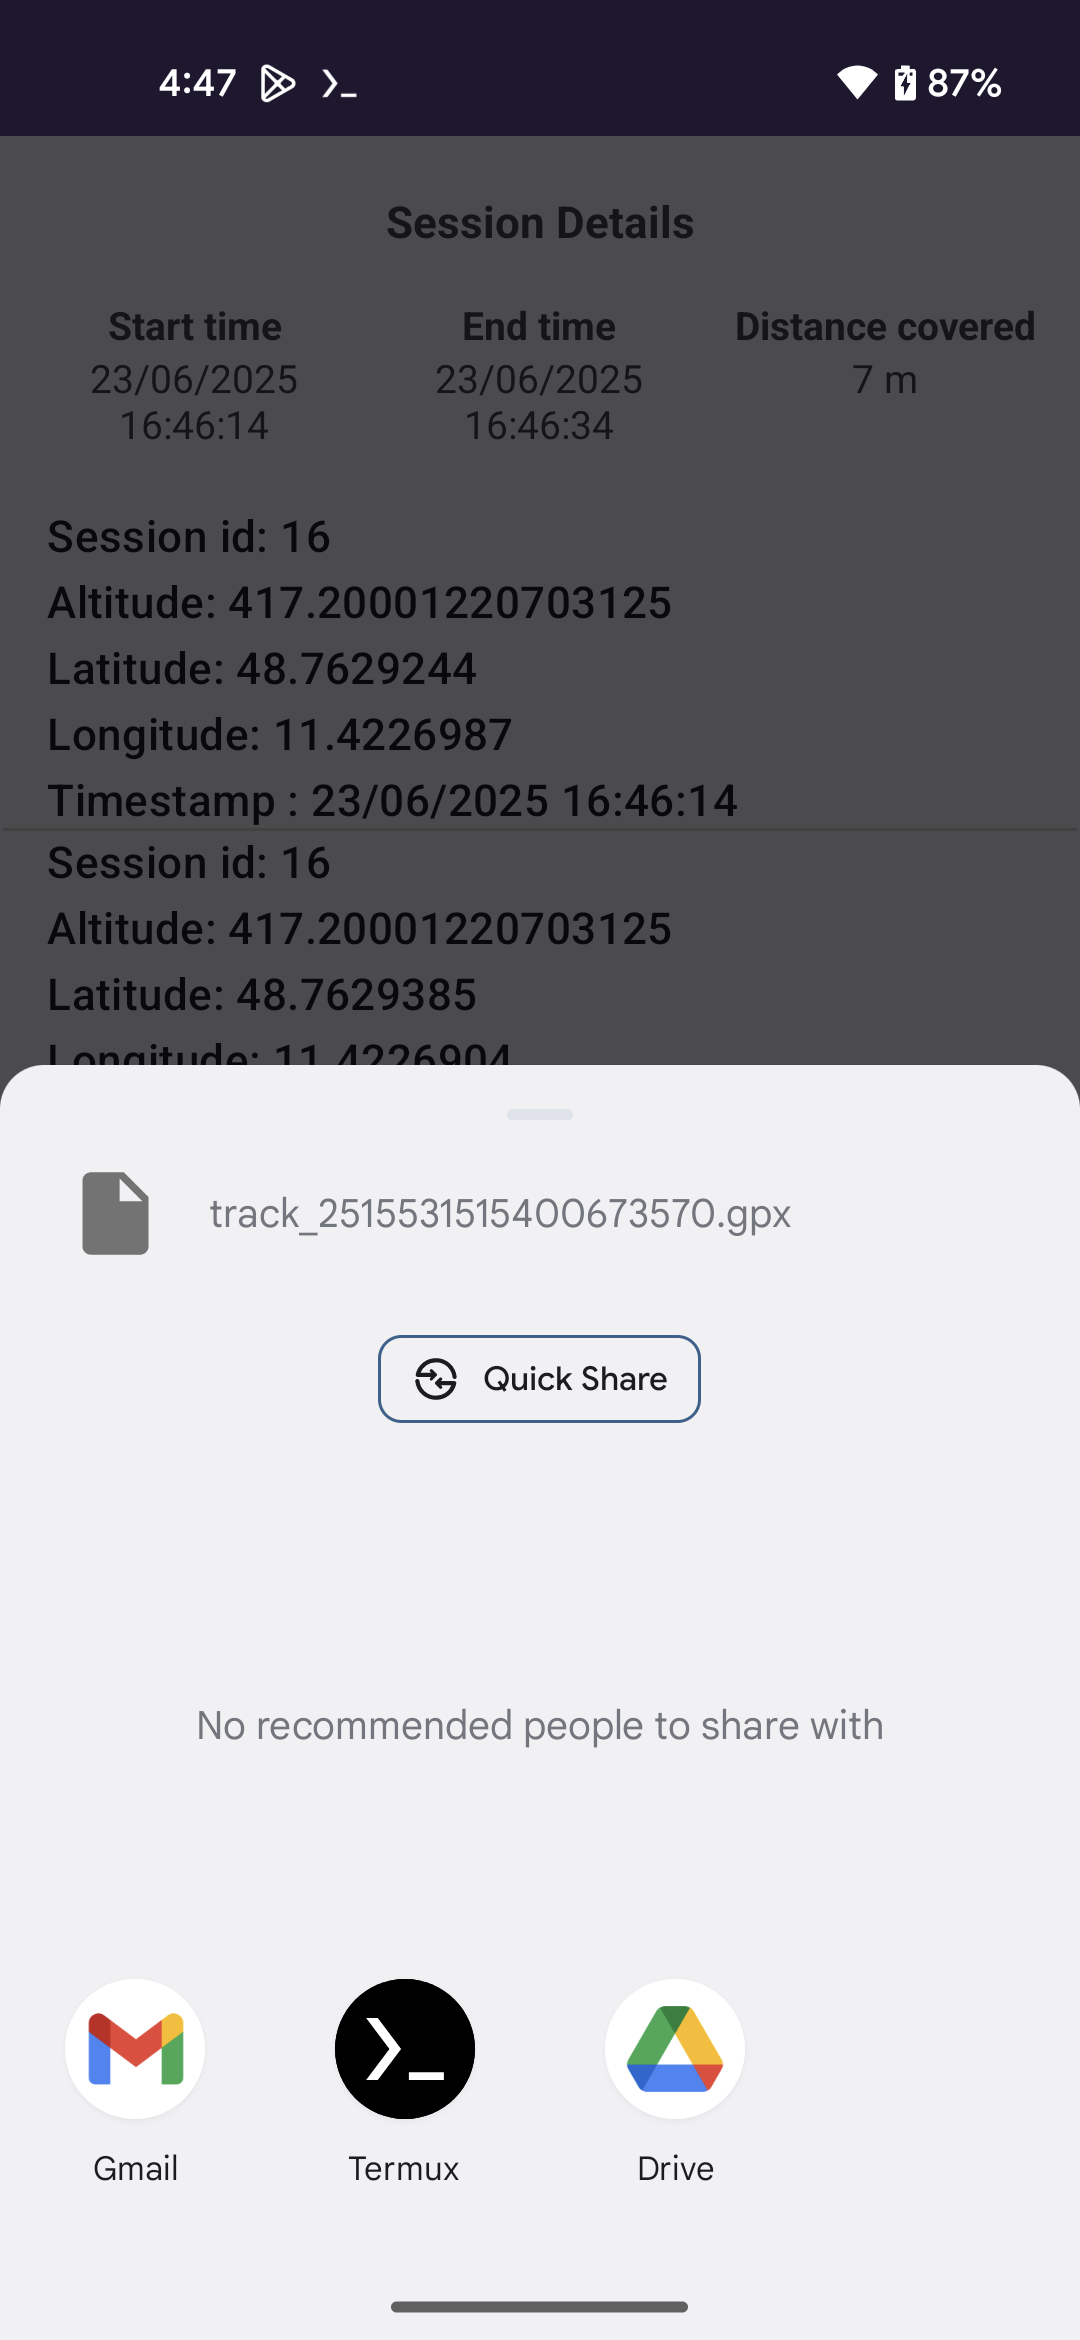 4:47
87%
Session Details
Start time
End time
Distance covered
23/06/2025
16:46:14
23/06/2025
16:46:34
7 m
Session id: 16
Altitude: 417.20001220703125
Latitude: 48.7629244
Longitude: 11.4226987
Timestamp : 23/06/2025 16:46:14
Session id: 16
Altitude: 417.20001220703125
Latitude: 48.7629385
Longitude: 11.4226904
track_2515531515400673570.gpx
Quick Share
No recommended people to share with
Gmail
Termux
Drive